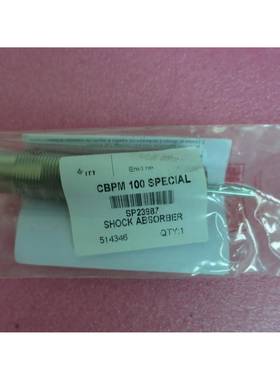 ITT
CBPM 100 SPECIAL
SP23987
SHOCK ABSORBER
514346 QTY:1